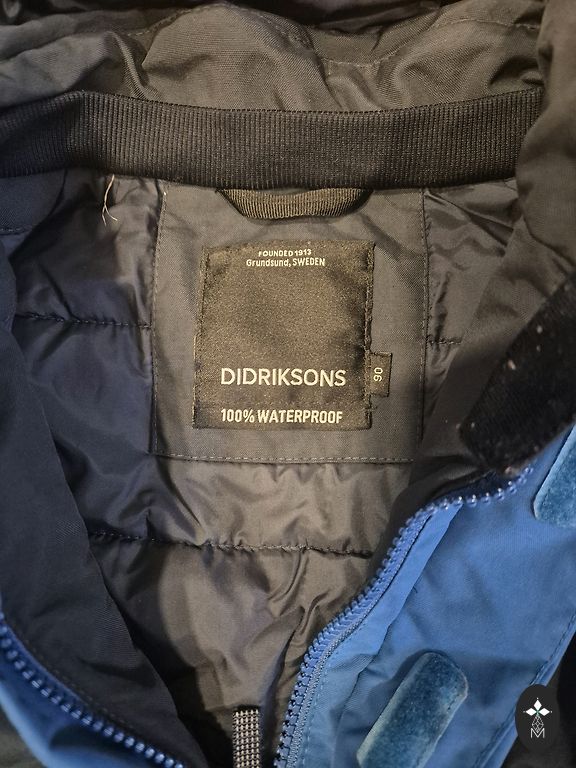 FOUNDED 1913
Grundsund, SWEDEN
DIDRIKSONS
100% WATERPROOF
90
M